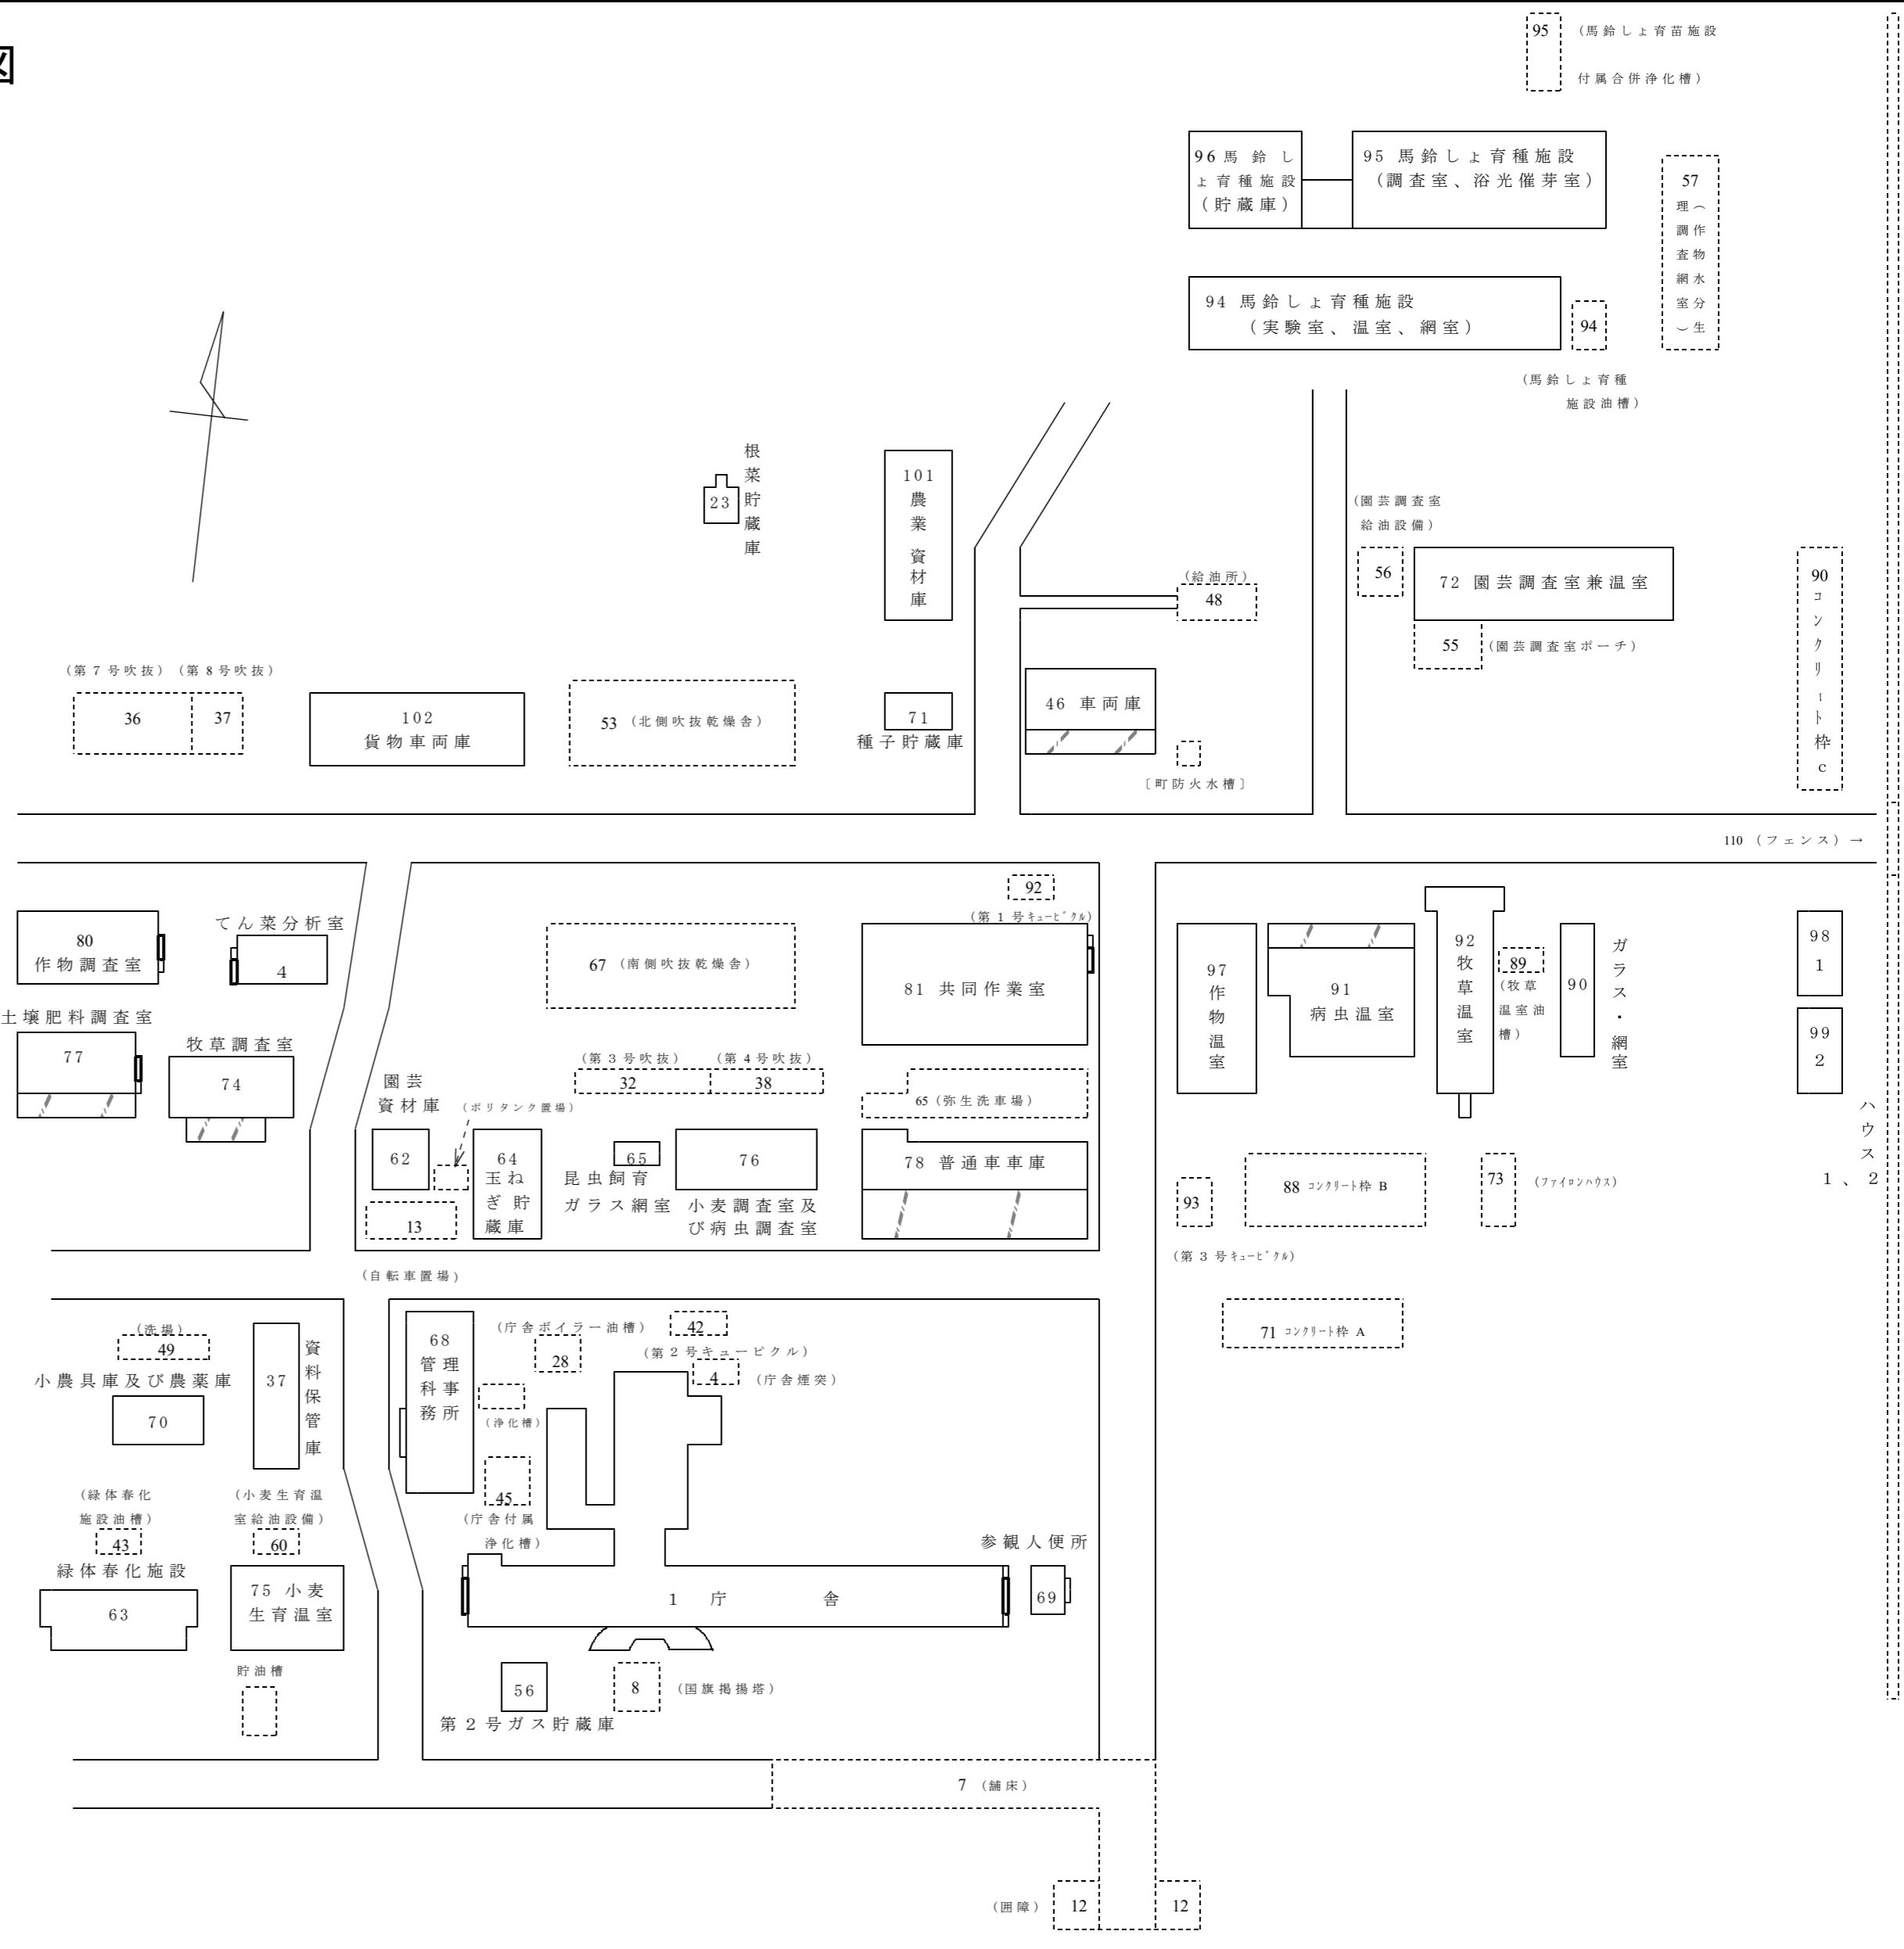 図
95 (馬鈴しょ育苗施設
付属合併浄化槽)
96馬鈴し
ょ育種施設
(貯蔵庫)
95 馬鈴しょ育種施設
(調査室、浴光催芽室)
57
(作物水分生
理調査網室)
94 馬鈴しょ育種施設
(実験室、温室、網室)
94
(馬鈴しょ育種
施設油槽)
23
根菜貯蔵庫
101
農業資材庫
(園芸調査室
給油設備)
56
72 園芸調査室兼温室
55 (園芸調査室ポーチ)
90
コンクリート枠c
(給油所)
48
(第7号吹抜) (第8号吹抜)
36
37
102
貨物車両庫
53 (北側吹抜乾燥舎)
71
種子貯蔵庫
46 車両庫
〔町防火水槽〕
110 (フェンス) →
80
作物調査室
てん菜分析室
4
67 (南側吹抜乾燥舎)
92
(第1号キュービクル)
81 共同作業室
97
作物温室
91
病虫温室
92
牧草温室
89
(牧草
温室油
槽)
90
ガラス・網室
98
1
99
2
ハウス
1、2
土壌肥料調査室
77
牧草調査室
74
(第3号吹抜) (第4号吹抜)
32
38
65 (弥生洗車場)
園芸
資材庫
(ポリタンク置場)
62
64
玉ね
ぎ貯
蔵庫
65
昆虫飼育
ガラス網室
76
小麦調査室及
び病虫調査室
78 普通車車庫
13
(自転車置場)
93
(第3号キュービクル)
88 コンクリート枠 B
73 (ファイロンハウス)
71 コンクリート枠 A
(洗場)
49
小農具庫及び農薬庫
70
37
資料保管庫
68
管理
科事
務所
(庁舎ボイラー油槽)
28
42
(第2号キュービクル)
4 (庁舎煙突)
(浄化槽)
45
(庁舎付属
浄化槽)
(緑体春化
施設油槽)
43
(小麦生育温
室給油設備)
60
緑体春化施設
63
75 小麦
生育温室
貯油槽
1 庁 舎
参観人便所
69
56
第2号ガス貯蔵庫
8 (国旗掲揚塔)
7 (舗床)
(囲障) 12
12